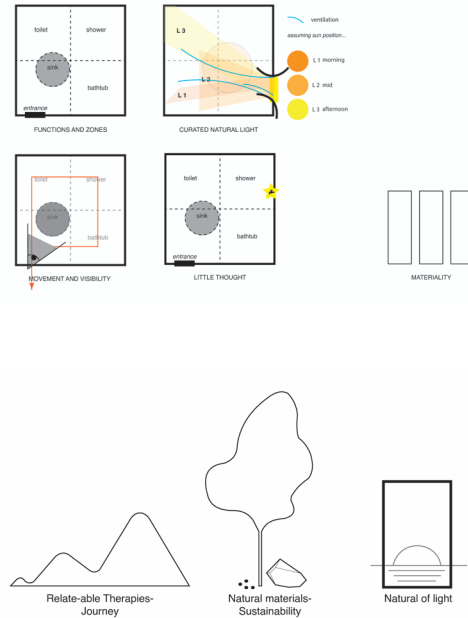 toilet
shower
sink
bathtub
entrance
FUNCTIONS AND ZONES
L 3
L 2
L 1
CURATED NATURAL LIGHT
ventilation
assuming sun position...
L 1 morning
L 2 mid
L 3 afternoon
toilet
shower
sink
bathtub
MOVEMENT AND VISIBILITY
toilet
shower
sink
bathtub
entrance
LITTLE THOUGHT
MATERIALITY
Relate-able Therapies-
Journey
Natural materials-
Sustainability
Natural of light